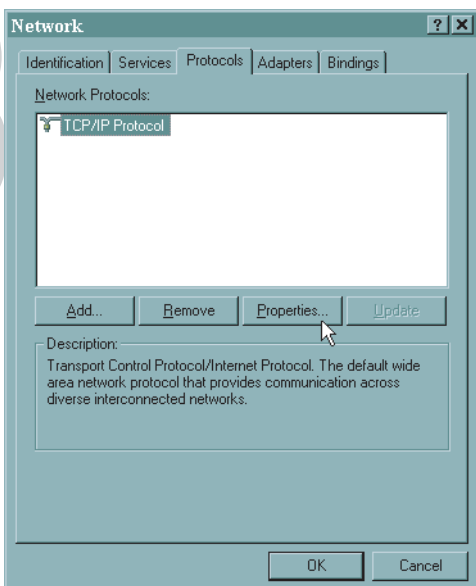 Network
Identification Services Protocols Adapters Bindings
Network Protocols:
TCP/IP Protocol
Add... Remove Properties... Update
Description:
Transport Control Protocol/Internet Protocol. The default wide
area network protocol that provides communication across
diverse interconnected networks.
OK Cancel